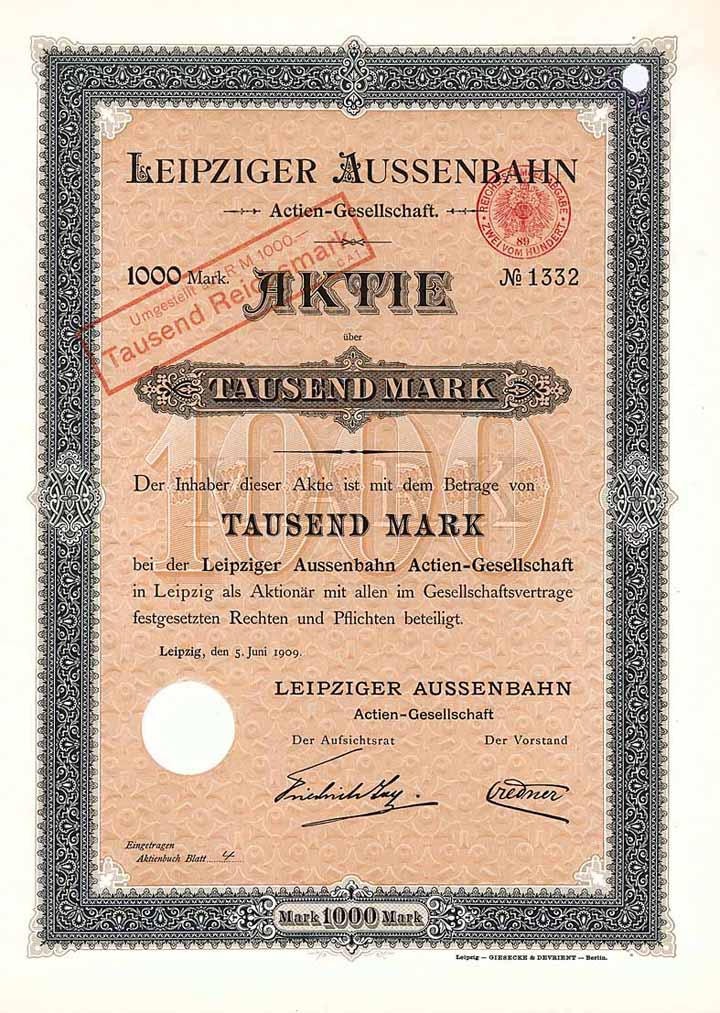 LEIPZIGER AUSSENBAHN
Actien-Gesellschaft.
REICHSSTEMPELABGABE
ZWEI VOM HUNDERT
89
Umgestellt R M 1000.—
Tausend Reichsmark
1000 Mark.
AKTIE
№ 1332
über
TAUSEND MARK
1000
MARK
Der Inhaber dieser Aktie ist mit dem Betrage von
TAUSEND MARK
bei der Leipziger Aussenbahn Actien-Gesellschaft
in Leipzig als Aktionär mit allen im Gesellschaftsvertrage
festgesetzten Rechten und Pflichten beteiligt.
Leipzig, den 5. Juni 1909.
LEIPZIGER AUSSENBAHN
Actien-Gesellschaft
Der Aufsichtsrat
Der Vorstand
Friedrich Jay.
Credner
Eingetragen
Aktienbuch Blatt 4
Mark 1000 Mark
Leipzig — GIESECKE & DEVRIENT — Berlin.